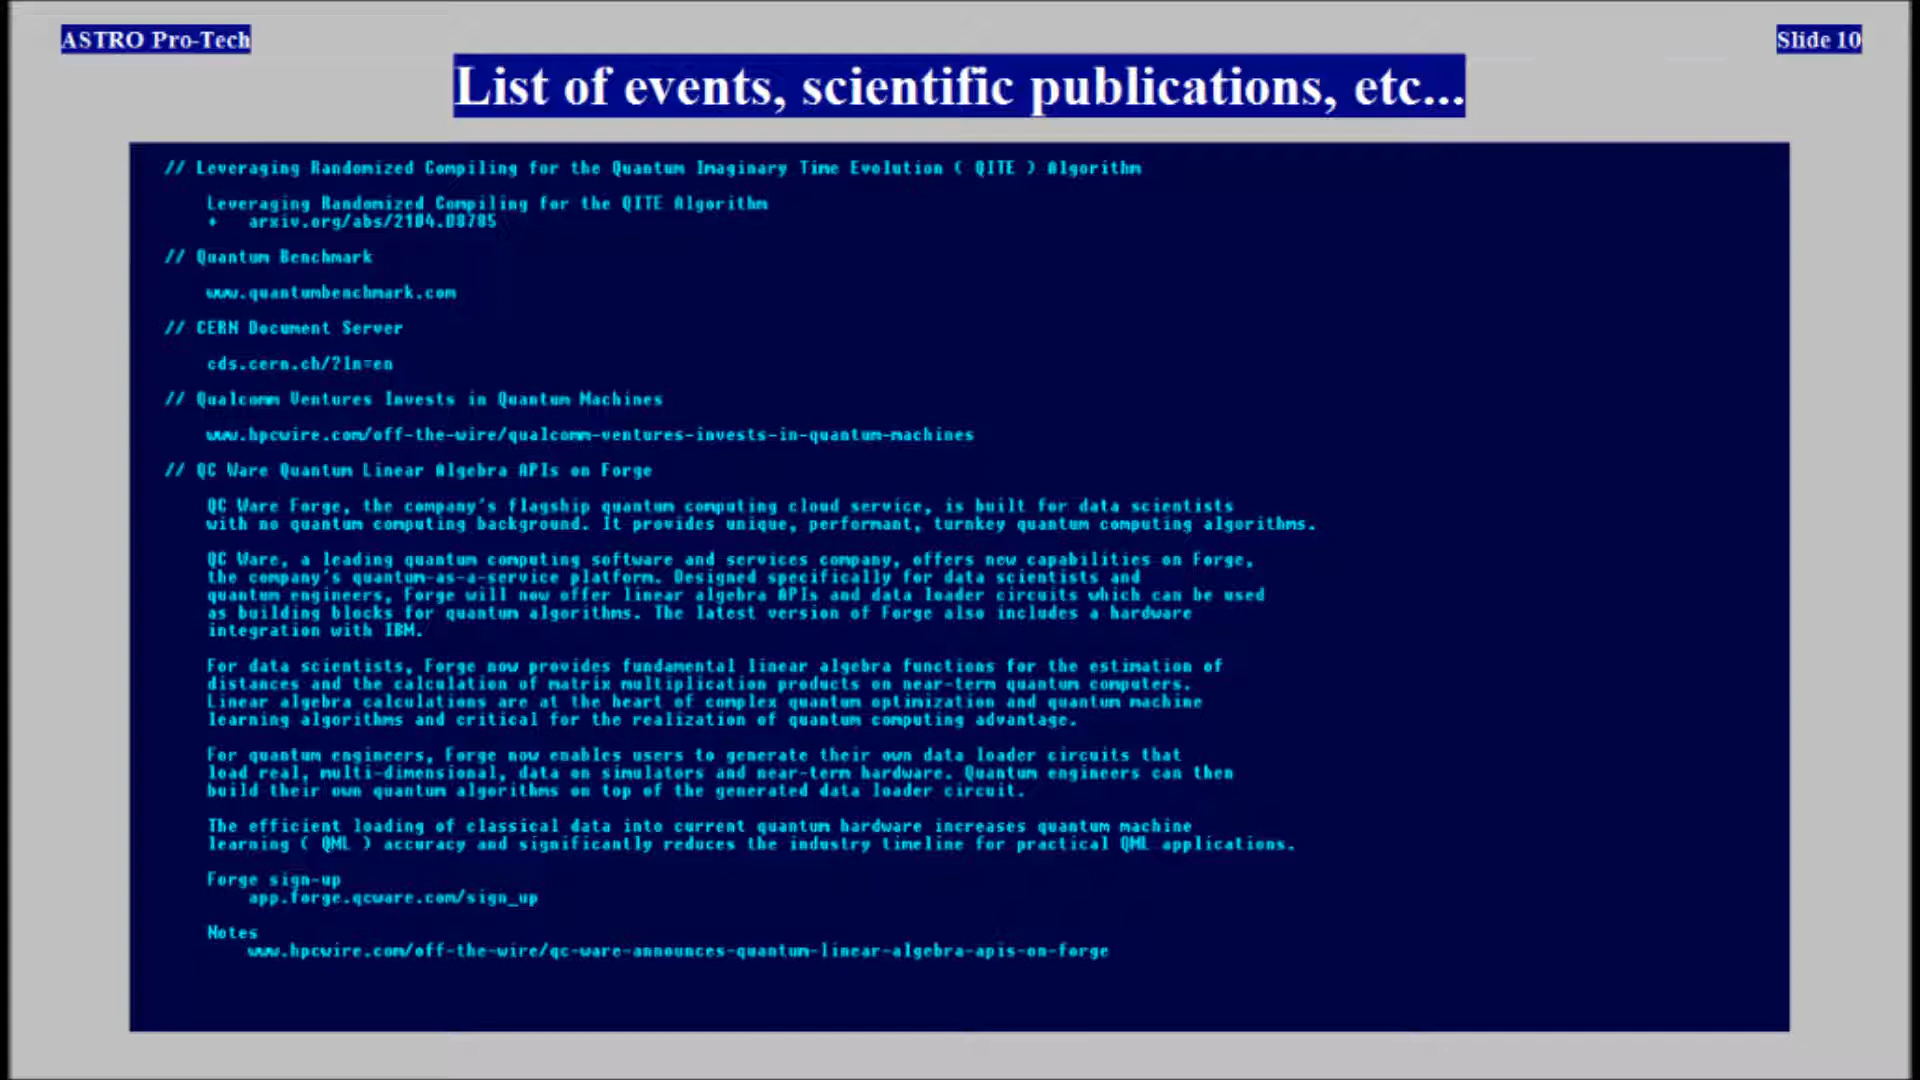 ASTRO Pro-Tech
Slide 10
List of events, scientific publications, etc...
// Leveraging Randomized Compiling for the Quantum Imaginary Time Evolution ( QITE ) Algorithm
Leveraging Randomized Compiling for the QITE Algorithm
• arxiv.org/abs/2104.08785
// Quantum Benchmark
www.quantumbenchmark.com
// CERN Document Server
cds.cern.ch/?ln=en
// Qualcomm Ventures Invests in Quantum Machines
www.hpcwire.com/off-the-wire/qualcomm-ventures-invests-in-quantum-machines
// QC Ware Quantum Linear Algebra APIs on Forge
QC Ware Forge, the company's flagship quantum computing cloud service, is built for data scientists
with no quantum computing background. It provides unique, performant, turnkey quantum computing algorithms.
QC Ware, a leading quantum computing software and services company, offers new capabilities on Forge,
the company's quantum-as-a-service platform. Designed specifically for data scientists and
quantum engineers, Forge will now offer linear algebra APIs and data loader circuits which can be used
as building blocks for quantum algorithms. The latest version of Forge also includes a hardware
integration with IBM.
For data scientists, Forge now provides fundamental linear algebra functions for the estimation of
distances and the calculation of matrix multiplication products on near-term quantum computers.
Linear algebra calculations are at the heart of complex quantum optimization and quantum machine
learning algorithms and critical for the realization of quantum computing advantage.
For quantum engineers, Forge now enables users to generate their own data loader circuits that
load real, multi-dimensional, data on simulators and near-term hardware. Quantum engineers can then
build their own quantum algorithms on top of the generated data loader circuit.
The efficient loading of classical data into current quantum hardware increases quantum machine
learning ( QML ) accuracy and significantly reduces the industry timeline for practical QML applications.
Forge sign-up
app.forge.qcware.com/sign_up
Notes
www.hpcwire.com/off-the-wire/qc-ware-announces-quantum-linear-algebra-apis-on-forge